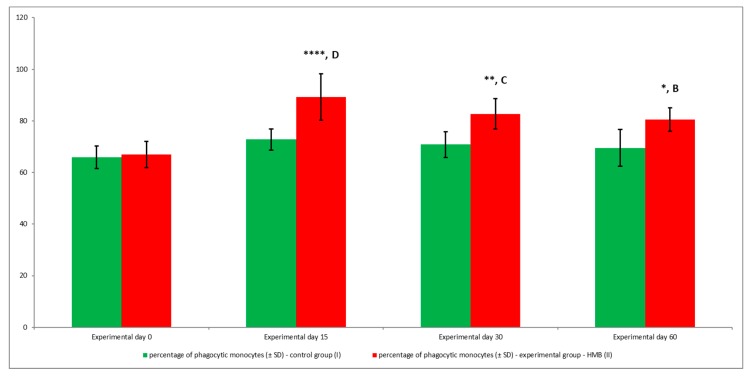 120
100
80
60
40
20
0
****, D
**, C
*, B
Experimental day 0
Experimental day 15
Experimental day 30
Experimental day 60
percentage of phagocytic monocytes (± SD) - control group (I)
percentage of phagocytic monocytes (± SD) - experimental group - HMB (II)